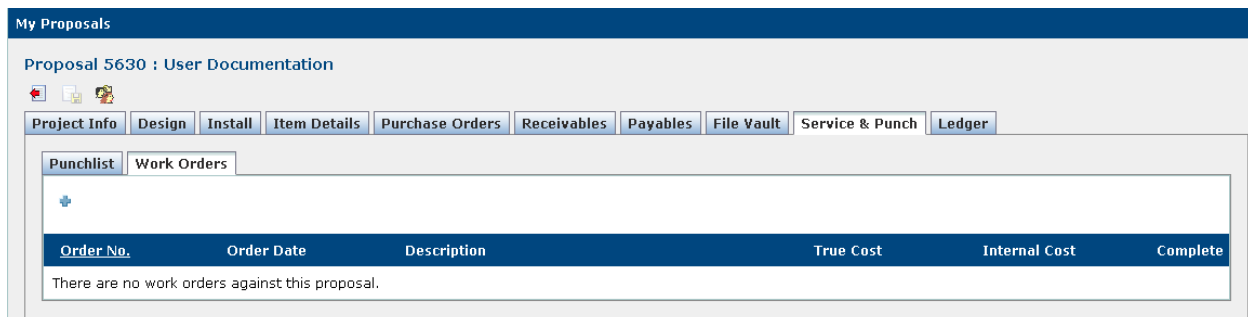 My Proposals
Proposal 5630 : User Documentation
Project Info Design Install Item Details Purchase Orders Receivables Payables File Vault Service & Punch Ledger
Punchlist Work Orders
Order No. Order Date Description True Cost Internal Cost Complete
There are no work orders against this proposal.